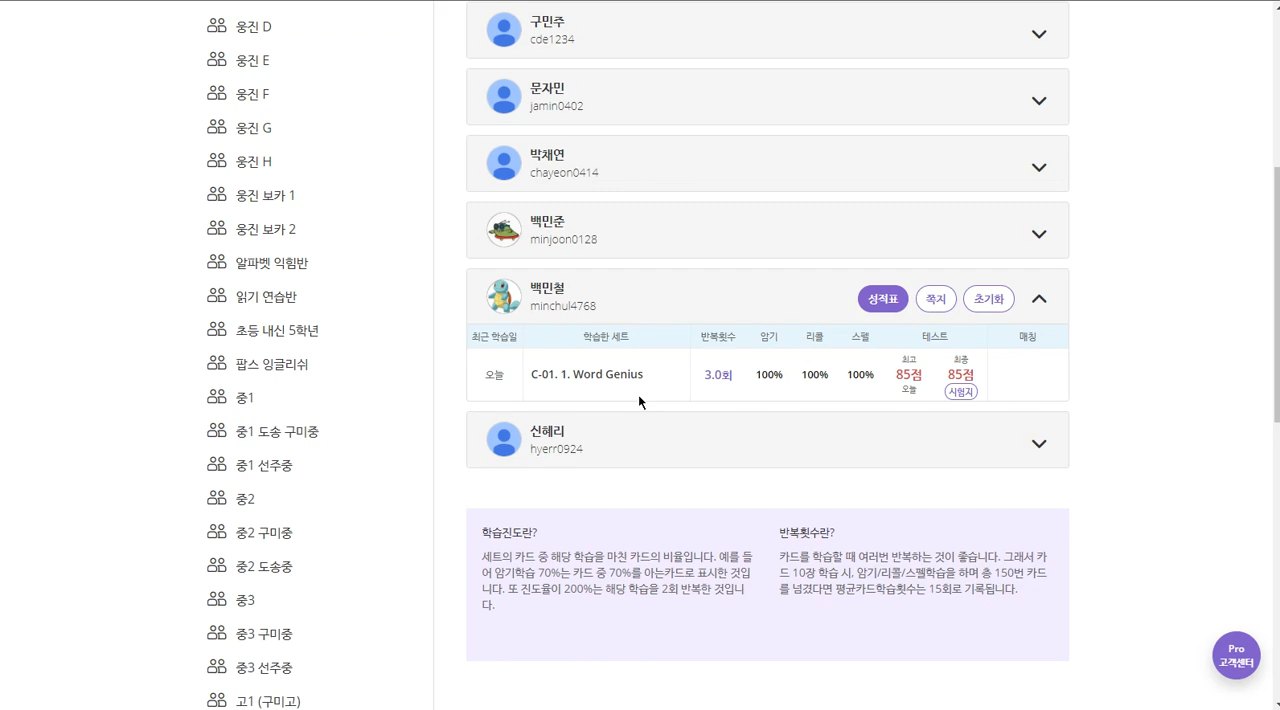 웅진 D
웅진 E
웅진 F
웅진 G
웅진 H
웅진 보카 1
웅진 보카 2
알파벳 익힘반
읽기 연습반
초등 내신 5학년
팝스 잉글리쉬
중1
중1 도송 구미중
중1 선주중
중2
중2 구미중
중2 도송중
중3
중3 구미중
중3 선주중
고1 (구미고)
구민주
cde1234
문자민
jamin0402
박채연
chayeon0414
백민준
minjoon0128
백민철
minchul4768
성적표 쪽지 초기화
최근 학습일 학습한 세트 반복횟수 암기 리콜 스펠 테스트 매칭
오늘 C-01. 1. Word Genius 3.0회 100% 100% 100%
최고 최종
85점 85점
오늘 시험지
신혜리
hyerr0924
학습진도란?
세트의 카드 중 해당 학습을 마친 카드의 비율입니다. 예를 들
어 암기학습 70%는 카드 중 70%를 아는카드로 표시한 것입
니다. 또 진도율이 200%는 해당 학습을 2회 반복한 것입니
다.
반복횟수란?
카드를 학습할 때 여러번 반복하는 것이 좋습니다. 그래서 카
드 10장 학습 시, 암기/리콜/스펠학습을 하며 총 150번 카드
를 넘겼다면 평균카드학습횟수는 15회로 기록됩니다.
Pro
고객센터